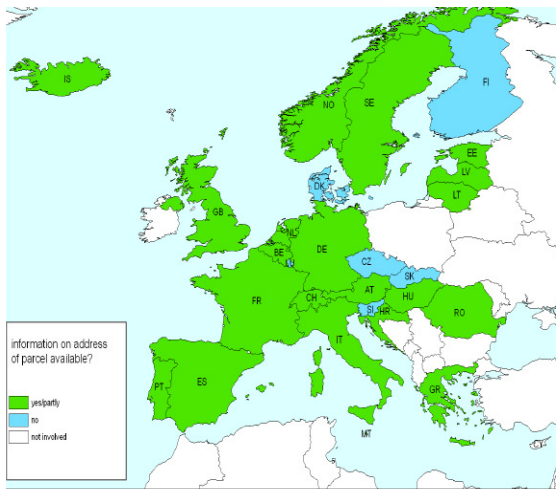 IS
FI
NO
SE
EE
LV
LT
DK
GB
NL
DE
BE
LU
CZ
SK
FR
CH
AT
HU
SI
HR
RO
IT
PT
ES
GR
MT
information on address
of parcel available?
yes/partly
no
not involved